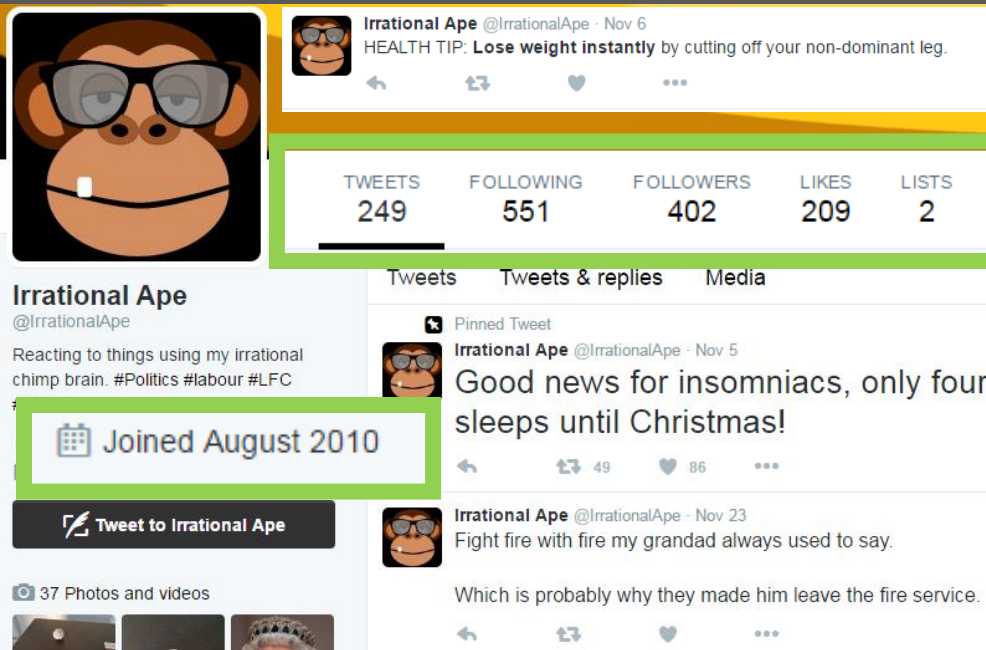 Irrational Ape @IrrationalApe · Nov 6
HEALTH TIP: Lose weight instantly by cutting off your non-dominant leg.
TWEETS FOLLOWING FOLLOWERS LIKES LISTS
249 551 402 209 2
Tweets Tweets & replies Media
Irrational Ape
@IrrationalApe
Reacting to things using my irrational
chimp brain. #Politics #labour #LFC
Joined August 2010
Tweet to Irrational Ape
37 Photos and videos
Pinned Tweet
Irrational Ape @IrrationalApe · Nov 5
Good news for insomniacs, only four
sleeps until Christmas!
49 86
Irrational Ape @IrrationalApe · Nov 23
Fight fire with fire my grandad always used to say.
Which is probably why they made him leave the fire service.